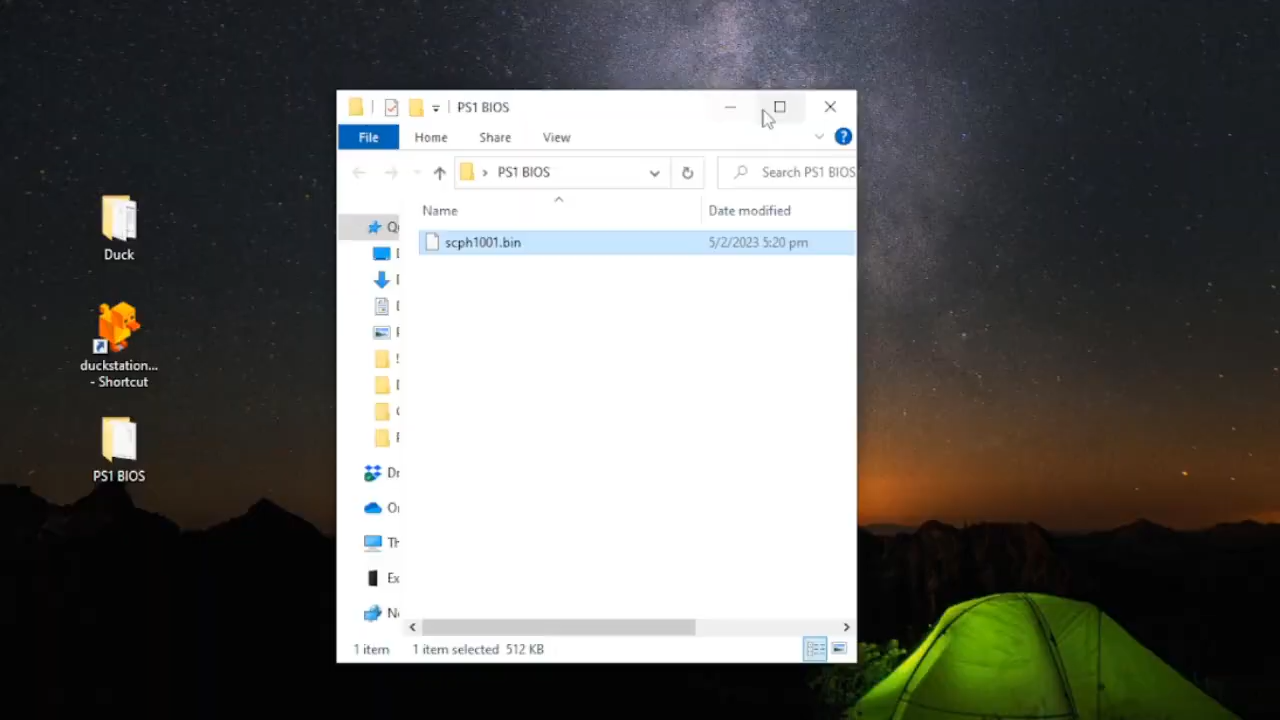 PS1 BIOS
File
Home
Share
View
PS1 BIOS
Search PS1 BIOS
Name
Date modified
scph1001.bin
5/2/2023 5:20 pm
1 item
1 item selected 512 KB
Duck
duckstation...
- Shortcut
PS1 BIOS